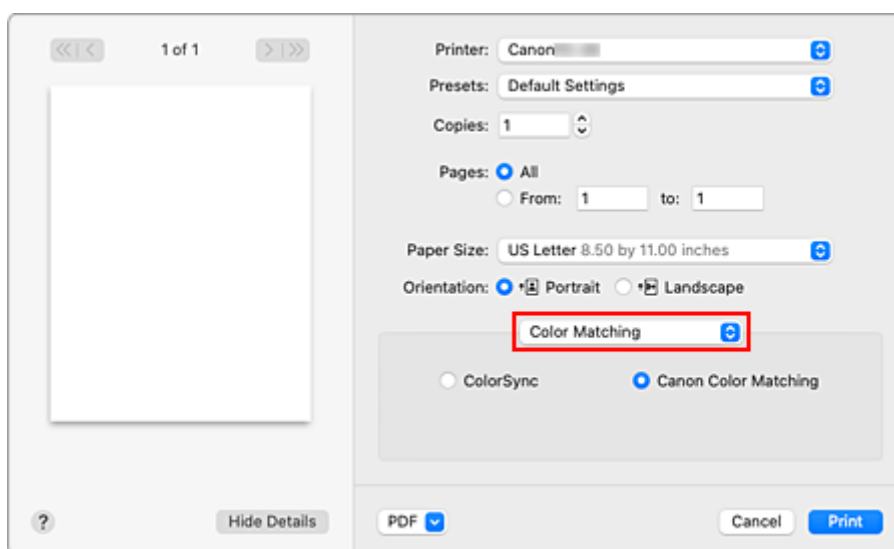 1 of 1
Printer: Canon
Presets: Default Settings
Copies: 1
Pages: All
From: 1 to: 1
Paper Size: US Letter 8.50 by 11.00 inches
Orientation: Portrait Landscape
Color Matching
ColorSync Canon Color Matching
? Hide Details PDF Cancel Print